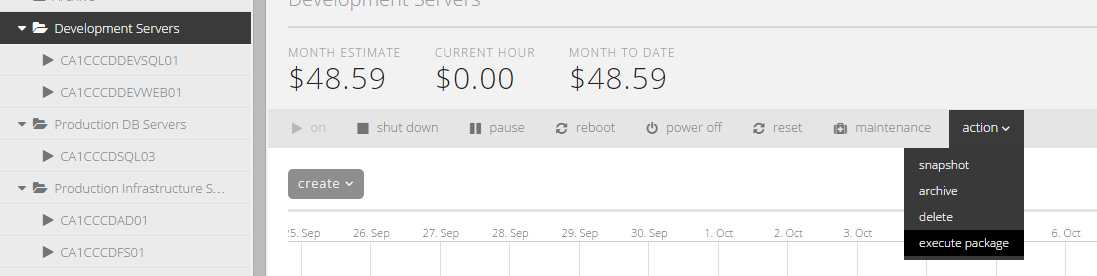 Development Servers
Development Servers
CA1CCCDDEVSQL01
CA1CCCDDEVWEB01
Production DB Servers
CA1CCCDSQL03
Production Infrastructure S...
CA1CCCDAD01
CA1CCCDFS01
MONTH ESTIMATE CURRENT HOUR MONTH TO DATE
$48.59 $0.00 $48.59
on shut down pause reboot power off reset maintenance action
snapshot
archive
delete
execute package
create
25. Sep 26. Sep 27. Sep 28. Sep 29. Sep 30. Sep 1. Oct 2. Oct 3. Oct 6. Oct